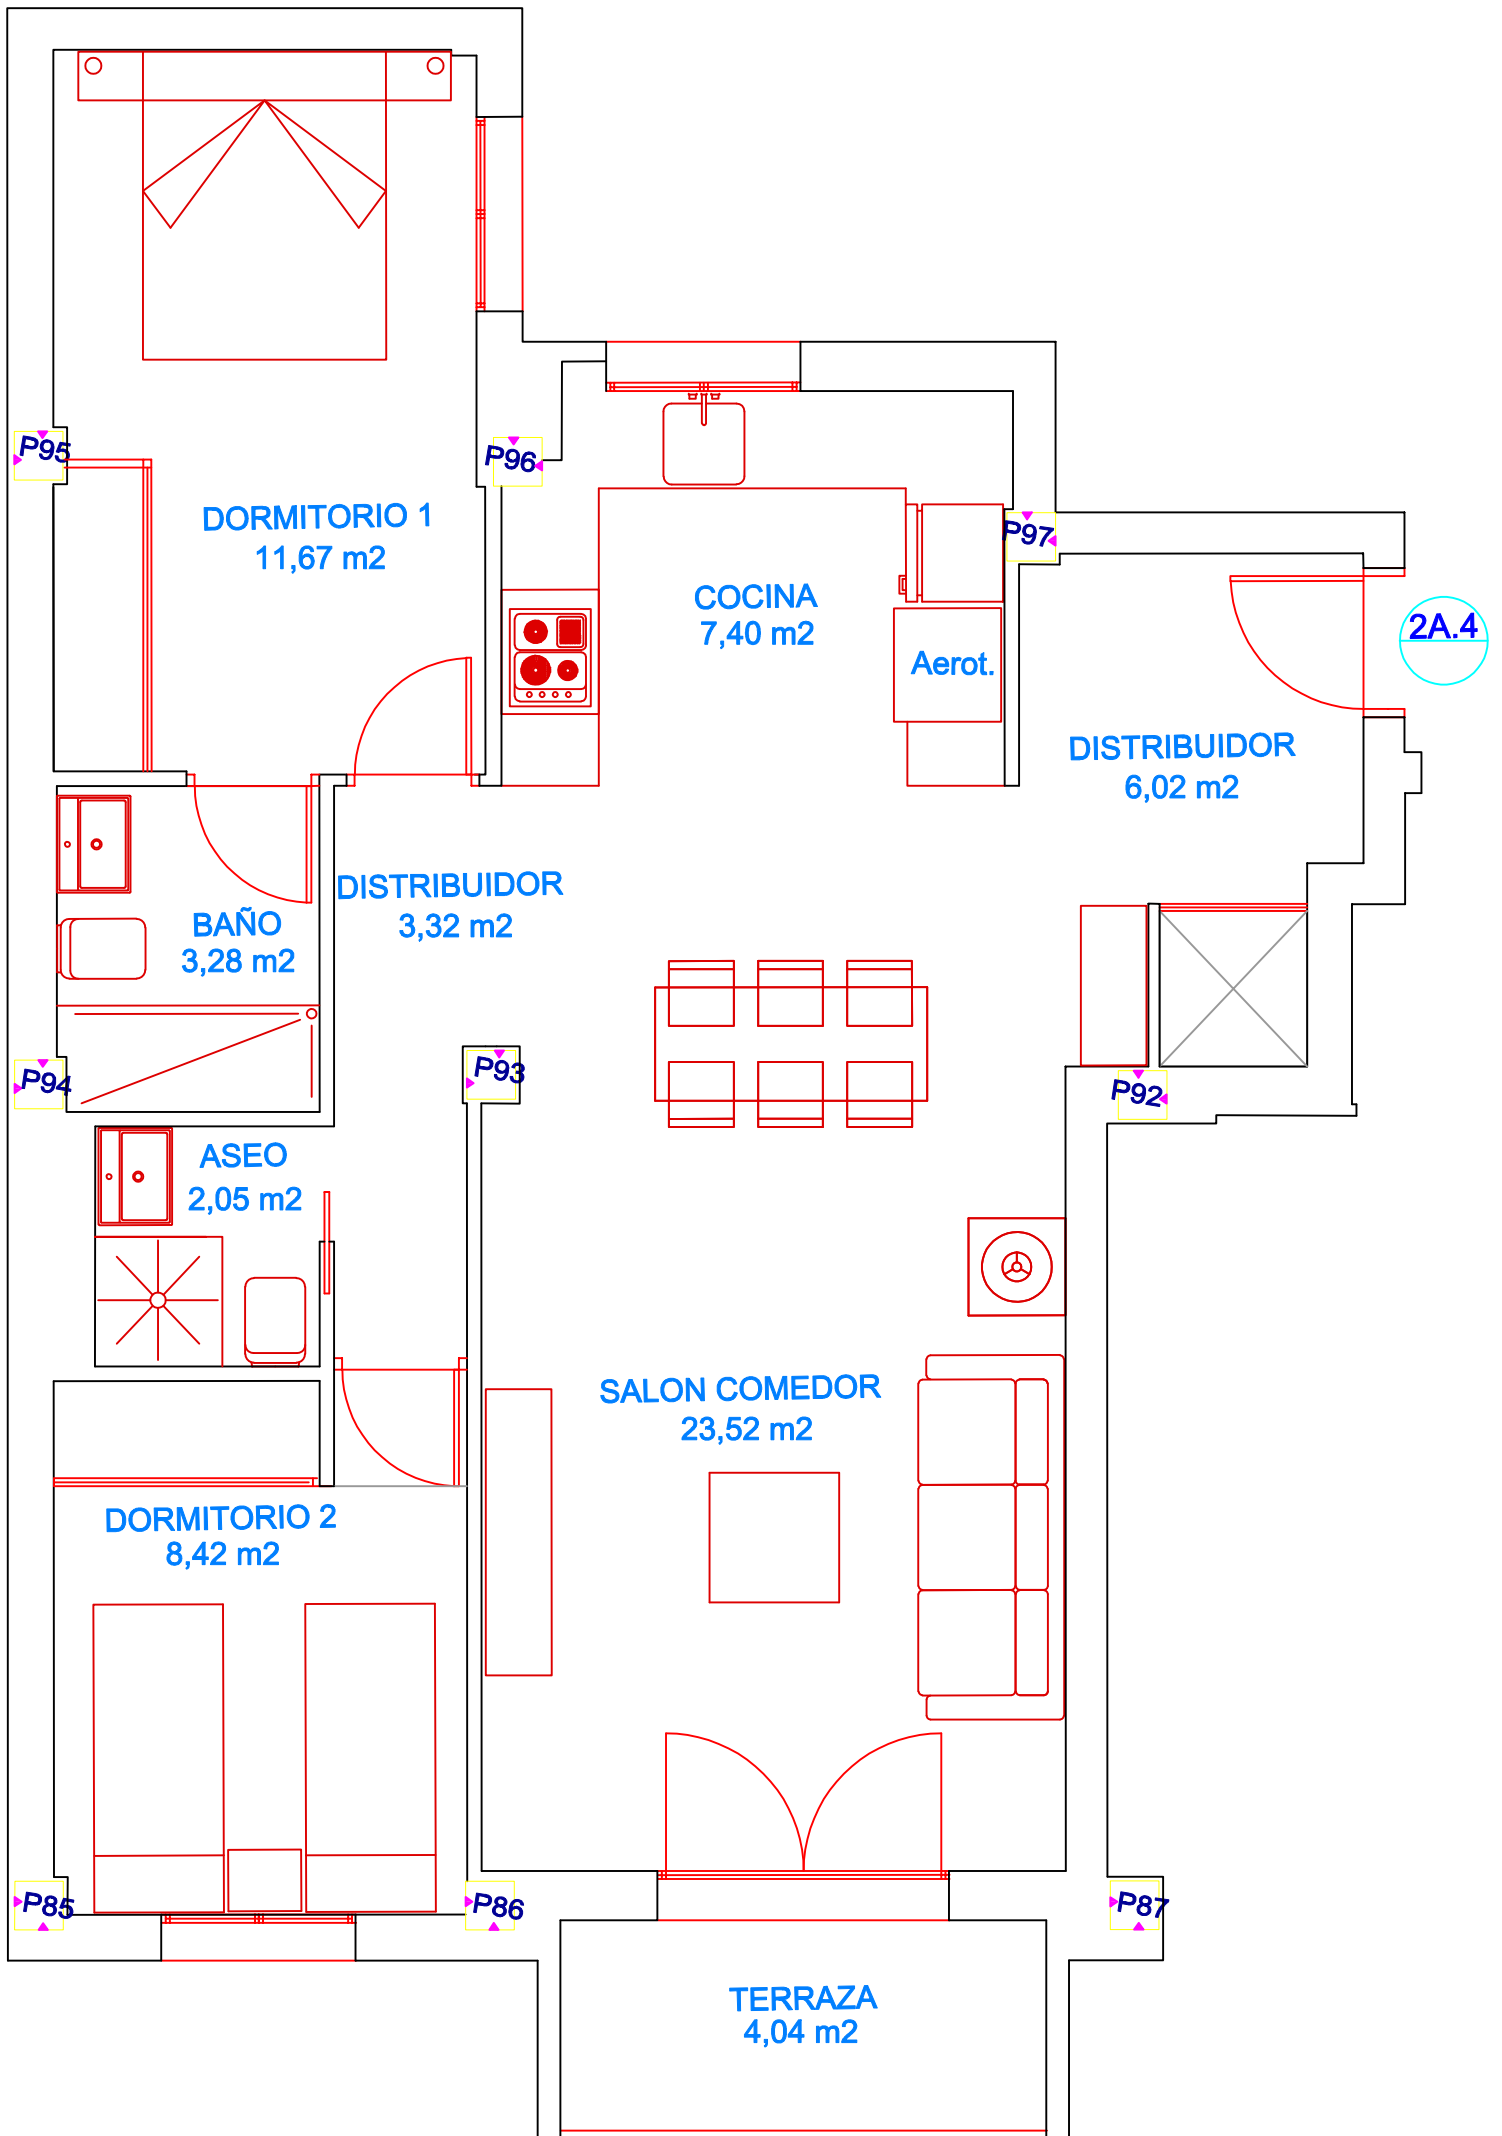 P95
P96
DORMITORIO 1
11,67 m2
P97
COCINA
7,40 m2
2A.4
Aerot.
DISTRIBUIDOR
6,02 m2
DISTRIBUIDOR
3,32 m2
BAÑO
3,28 m2
P94
P93
P92
ASEO
2,05 m2
SALON COMEDOR
23,52 m2
DORMITORIO 2
8,42 m2
P85
P86
P87
TERRAZA
4,04 m2